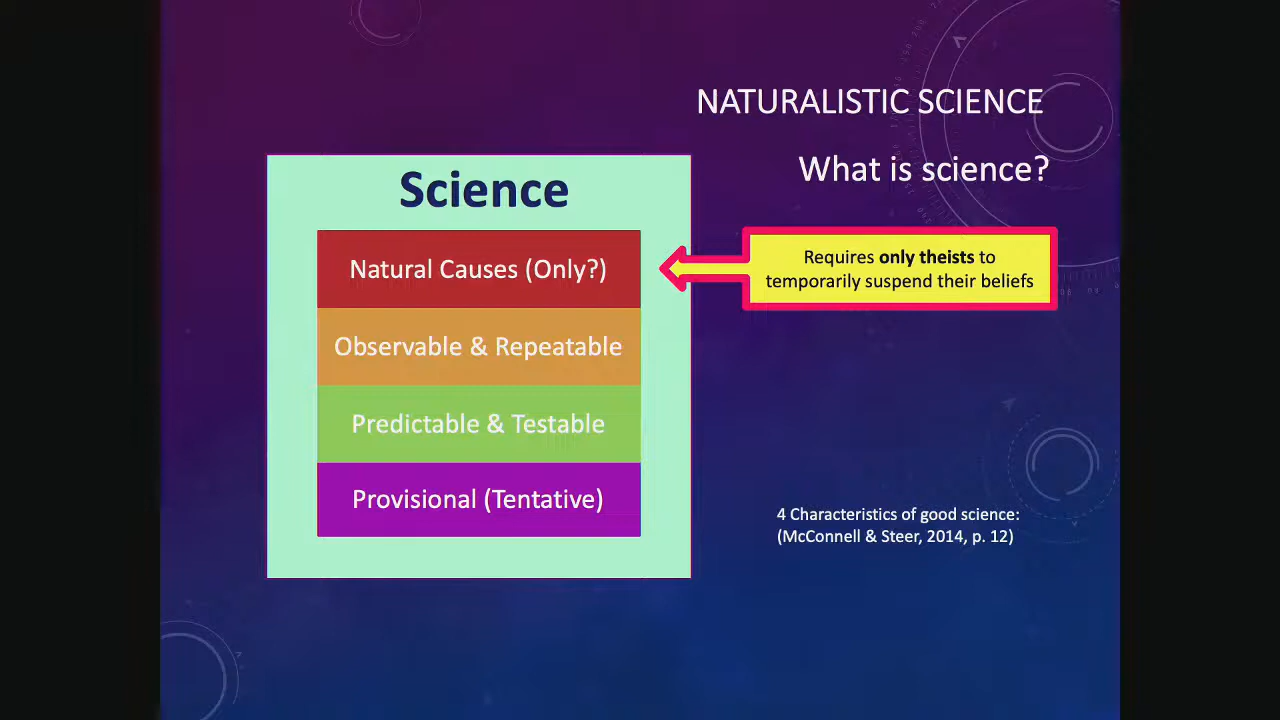 NATURALISTIC SCIENCE
What is science?
Science
Natural Causes (Only?)
Observable & Repeatable
Predictable & Testable
Provisional (Tentative)
Requires only theists to
temporarily suspend their beliefs
4 Characteristics of good science:
(McConnell & Steer, 2014, p. 12)